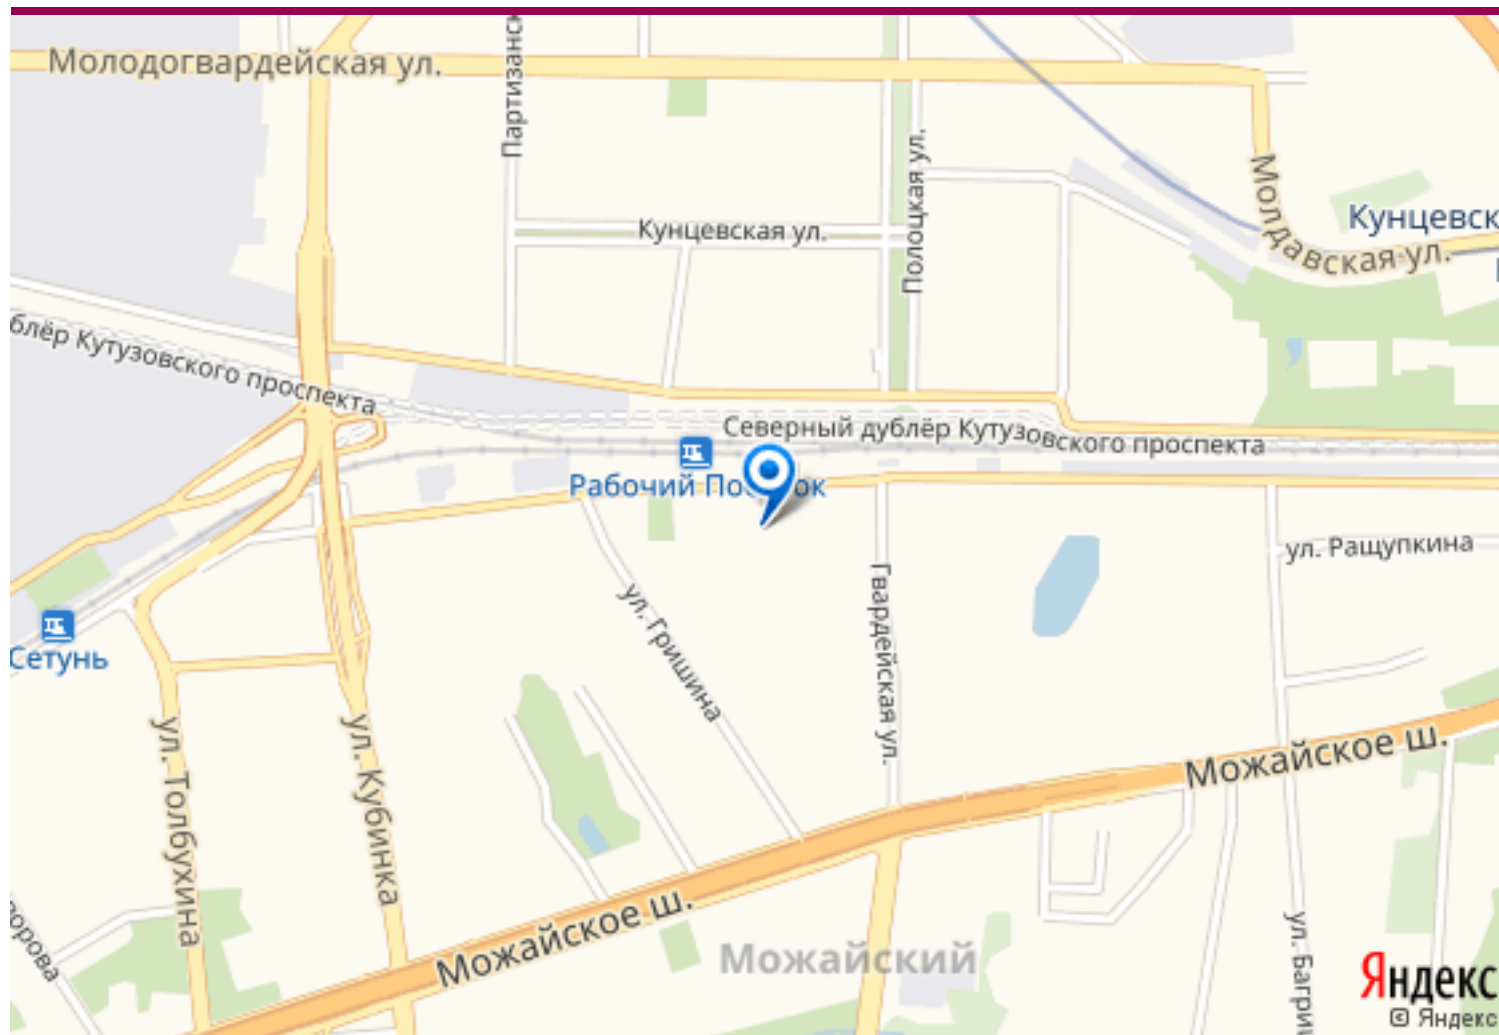 Молодогвардейская ул.
Партизанск
Полоцкая ул.
Кунцевская ул.
Молдавская ул.
Кунцевск
блёр Кутузовского проспекта
Северный дублёр Кутузовского проспекта
Рабочий По ок
ул. Ращупкина
Сетунь
ул. Гришина
Гвардейская ул.
ул. Толбухина
ул. Кубинка
Можайское ш.
Можайское ш.
орова
Можайский
ул. Багри
Яндекс
© Яндекс